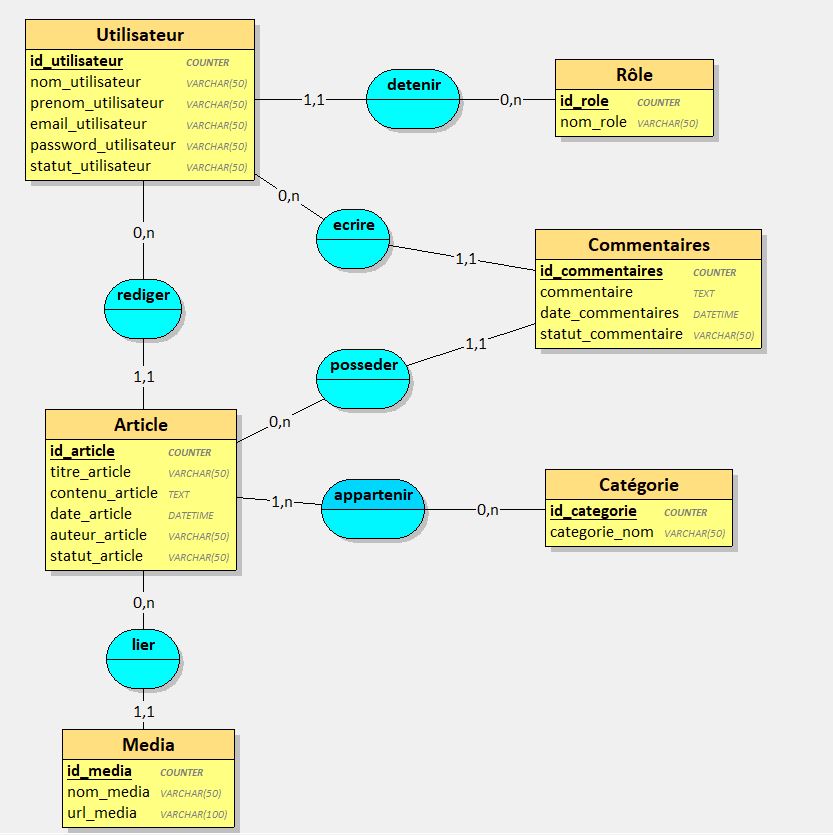 Utilisateur
id_utilisateur COUNTER
nom_utilisateur VARCHAR(50)
prenom_utilisateur VARCHAR(50)
email_utilisateur VARCHAR(50)
password_utilisateur VARCHAR(50)
statut_utilisateur VARCHAR(50)
1,1
detenir
0,n
Rôle
id_role COUNTER
nom_role VARCHAR(50)
0,n
ecrire
1,1
Commentaires
id_commentaires COUNTER
commentaire TEXT
date_commentaires DATETIME
statut_commentaire VARCHAR(50)
0,n
rediger
1,1
posseder
1,1
0,n
Article
id_article COUNTER
titre_article VARCHAR(50)
contenu_article TEXT
date_article DATETIME
auteur_article VARCHAR(50)
statut_article VARCHAR(50)
1,n
appartenir
0,n
Catégorie
id_categorie COUNTER
categorie_nom VARCHAR(50)
0,n
lier
1,1
Media
id_media COUNTER
nom_media VARCHAR(50)
url_media VARCHAR(100)